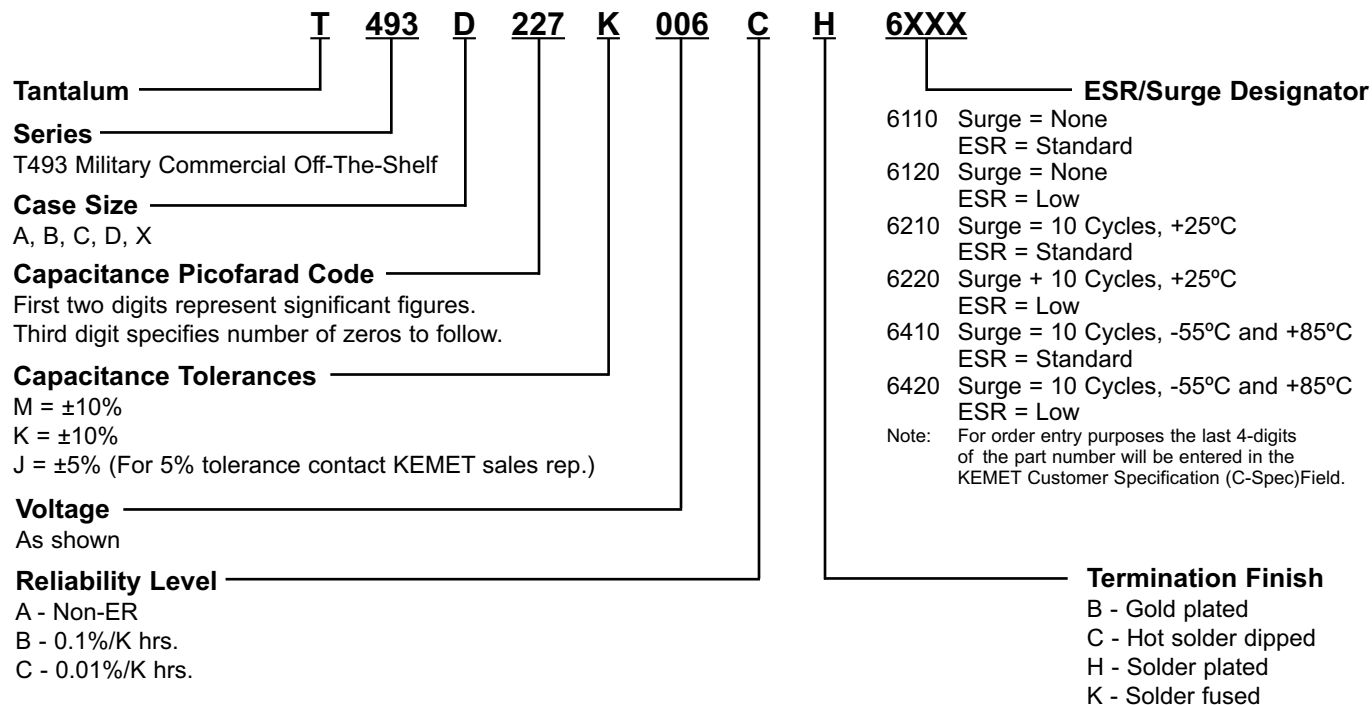 T 493 D 227 K 006 C H 6XXX
Tantalum
Series
T493 Military Commercial Off-The-Shelf
Case Size
A, B, C, D, X
Capacitance Picofarad Code
First two digits represent significant figures.
Third digit specifies number of zeros to follow.
Capacitance Tolerances
M = ±10%
K = ±10%
J = ±5% (For 5% tolerance contact KEMET sales rep.)
Voltage
As shown
Reliability Level
A - Non-ER
B - 0.1%/K hrs.
C - 0.01%/K hrs.
ESR/Surge Designator
6110 Surge = None
ESR = Standard
6120 Surge = None
ESR = Low
6210 Surge = 10 Cycles, +25ºC
ESR = Standard
6220 Surge + 10 Cycles, +25ºC
ESR = Low
6410 Surge = 10 Cycles, -55ºC and +85ºC
ESR = Standard
6420 Surge = 10 Cycles, -55ºC and +85ºC
ESR = Low
Note: For order entry purposes the last 4-digits
of the part number will be entered in the
KEMET Customer Specification (C-Spec)Field.
Termination Finish
B - Gold plated
C - Hot solder dipped
H - Solder plated
K - Solder fused